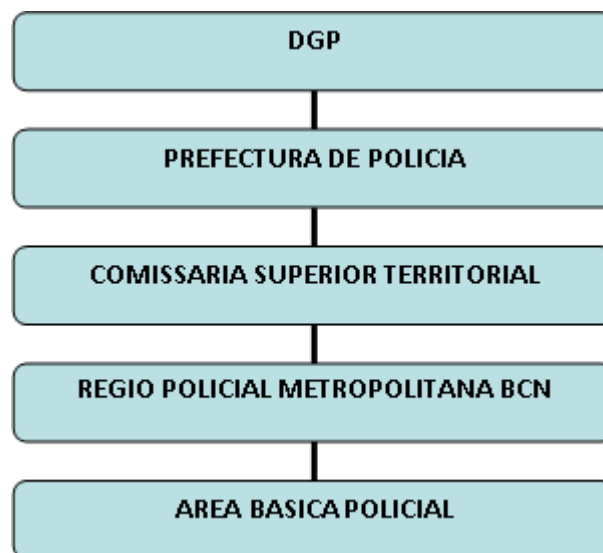 DGP
PREFECTURA DE POLICIA
COMISSARIA SUPERIOR TERRITORIAL
REGIO POLICIAL METROPOLITANA BCN
AREA BASICA POLICIAL